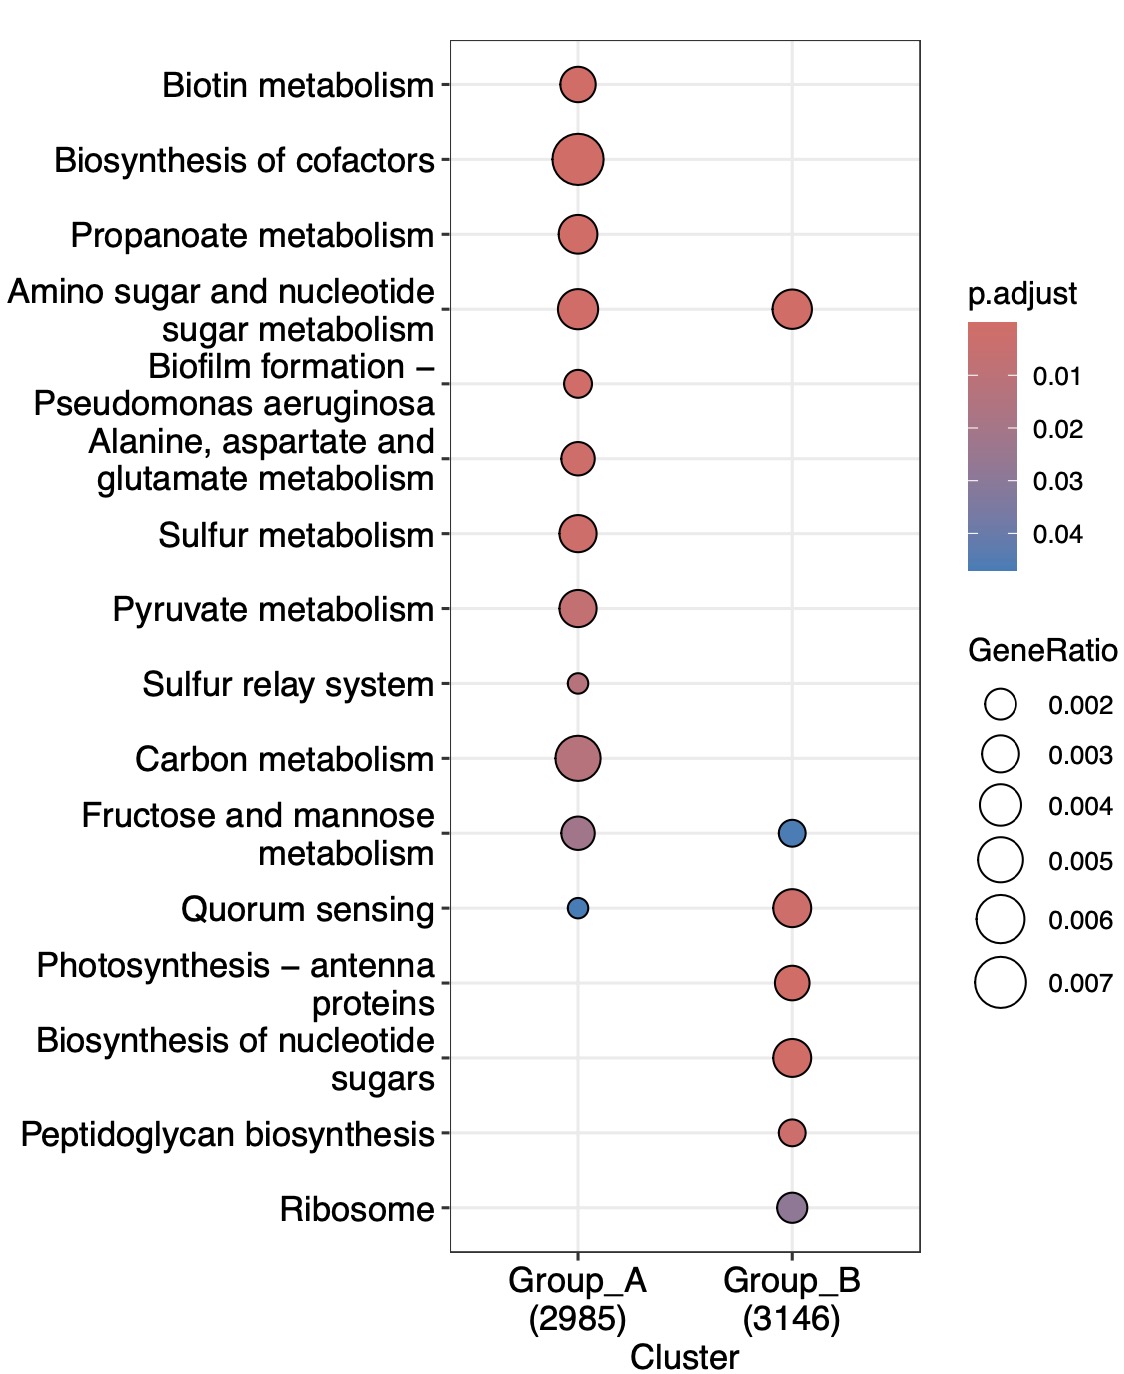 Biotin metabolism
Biosynthesis of cofactors
Propanoate metabolism
Amino sugar and nucleotide
sugar metabolism
Biofilm formation –
Pseudomonas aeruginosa
Alanine, aspartate and
glutamate metabolism
Sulfur metabolism
Pyruvate metabolism
Sulfur relay system
Carbon metabolism
Fructose and mannose
metabolism
Quorum sensing
Photosynthesis – antenna
proteins
Biosynthesis of nucleotide
sugars
Peptidoglycan biosynthesis
Ribosome
Group_A
(2985)
Group_B
(3146)
Cluster
p.adjust
0.01
0.02
0.03
0.04
GeneRatio
0.002
0.003
0.004
0.005
0.006
0.007